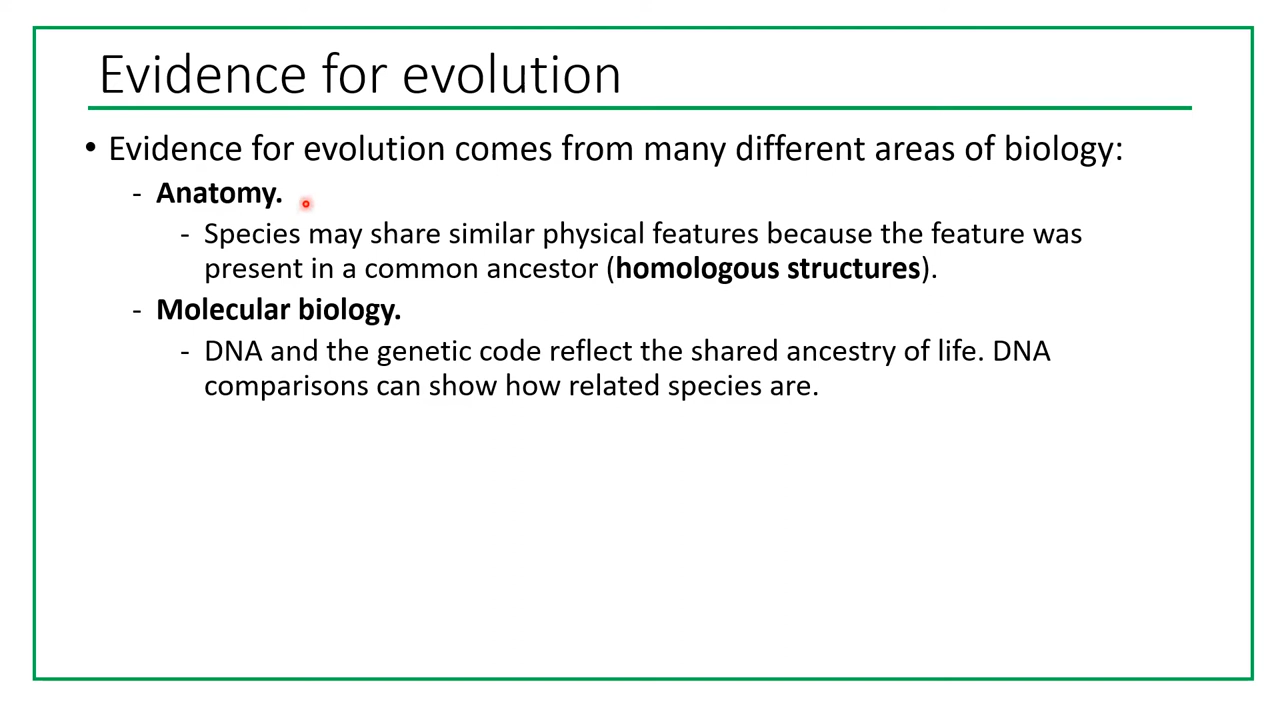 Evidence for evolution
• Evidence for evolution comes from many different areas of biology:
- Anatomy.
- Species may share similar physical features because the feature was
present in a common ancestor (homologous structures).
- Molecular biology.
- DNA and the genetic code reflect the shared ancestry of life. DNA
comparisons can show how related species are.